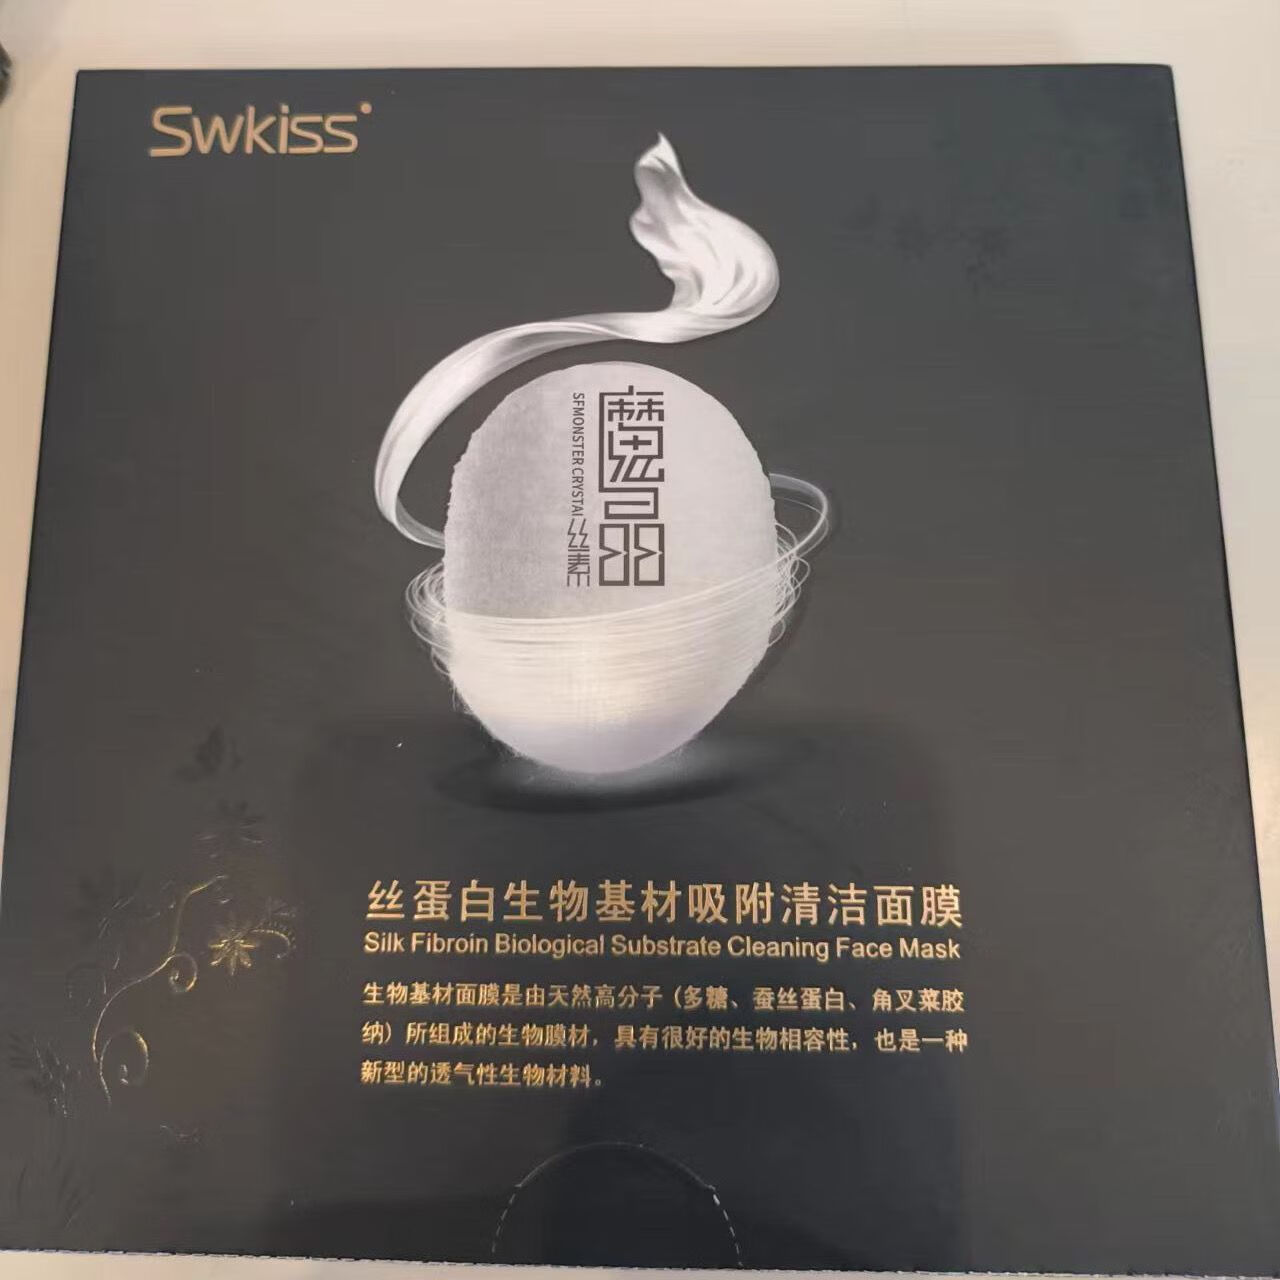 Swkiss
魔晶
SFMONSTER CRYSTAL
丝蛋白生物基材吸附清洁面膜
Silk Fibroin Biological Substrate Cleaning Face Mask
生物基材面膜是由天然高分子（多糖、蚕丝蛋白、角叉菜胶
纳）所组成的生物膜材，具有很好的生物相容性，也是一种
新型的透气性生物材料。